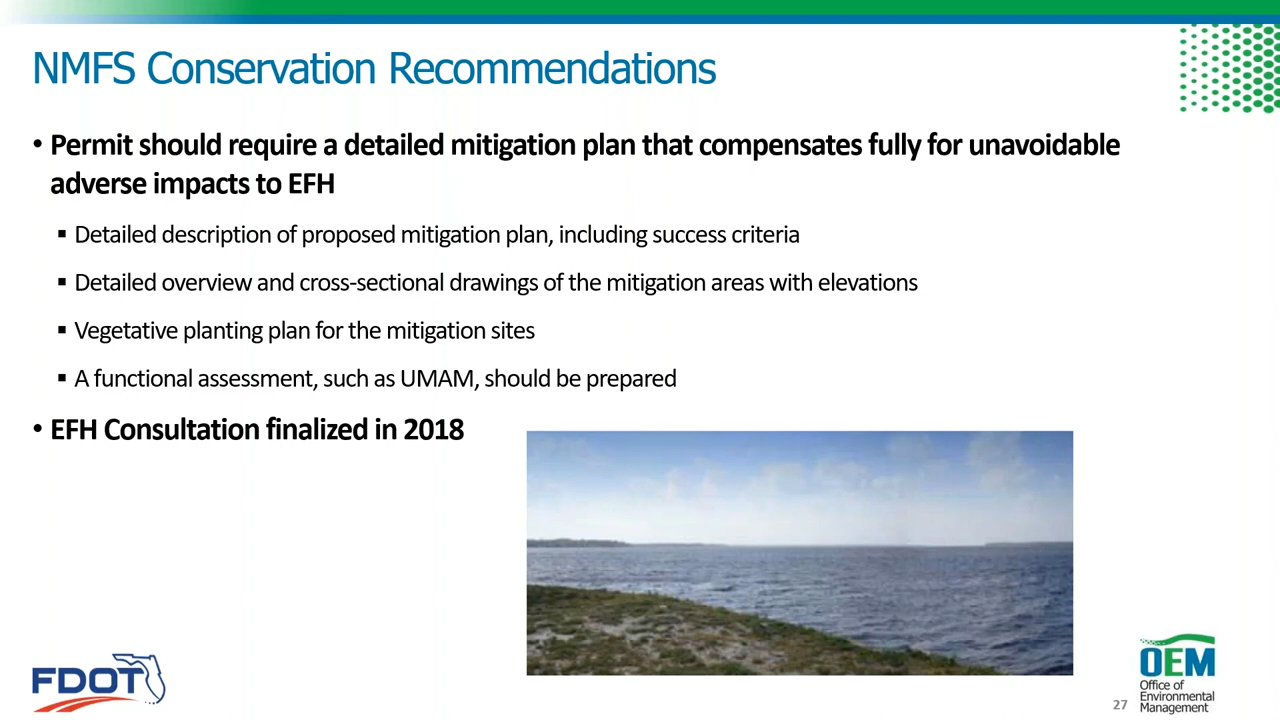 NMFS Conservation Recommendations
• Permit should require a detailed mitigation plan that compensates fully for unavoidable
adverse impacts to EFH
▪ Detailed description of proposed mitigation plan, including success criteria
▪ Detailed overview and cross-sectional drawings of the mitigation areas with elevations
▪ Vegetative planting plan for the mitigation sites
▪ A functional assessment, such as UMAM, should be prepared
• EFH Consultation finalized in 2018
FDOT
27
OEM
Office of
Environmental
Management